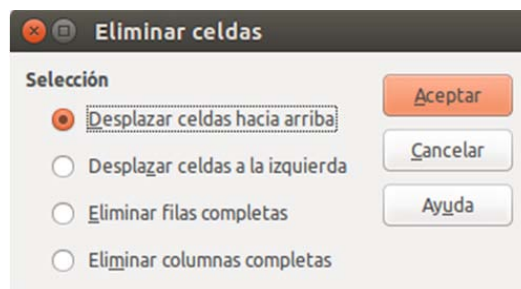 Eliminar celdas
Selección
Desplazar celdas hacia arriba
Desplazar celdas a la izquierda
Eliminar filas completas
Eliminar columnas completas
Aceptar
Cancelar
Ayuda